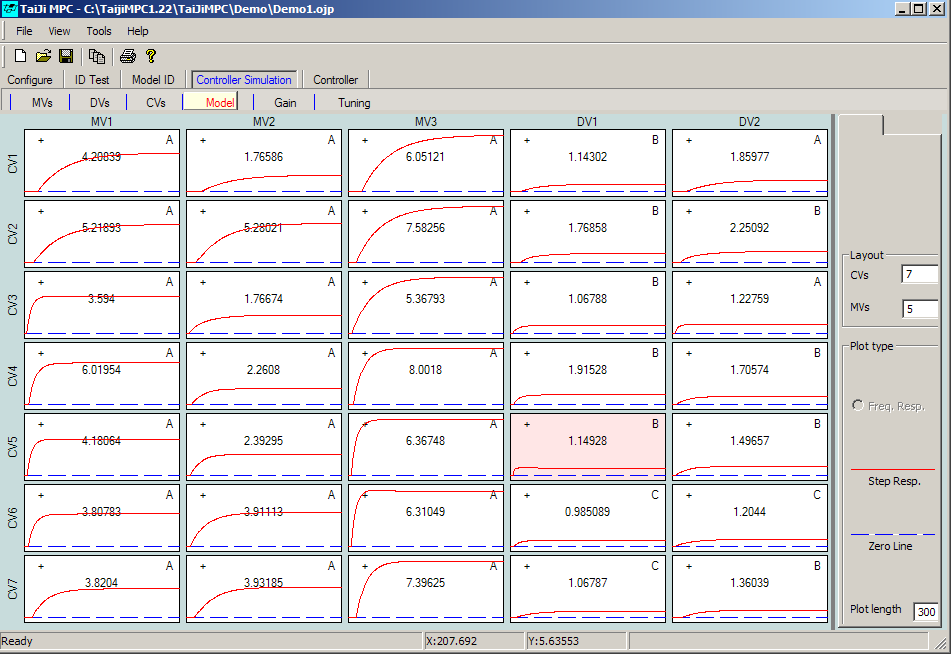 TaiJi MPC - C:\TaijiMPC1.22\TaiJiMPC\Demo\Demo1.ojp
File View Tools Help
Configure ID Test Model ID Controller Simulation Controller
MVs DVs CVs Model Gain Tuning
MV1 MV2 MV3 DV1 DV2
CV1
+ A + A + A + B + A
4.20839 1.76586 6.05121 1.14302 1.85977
CV2
+ A + A + A + B + B
5.21893 5.28021 7.58256 1.76858 2.25092
CV3
+ A + A + A + B + A
3.594 1.76674 5.36793 1.06788 1.22759
CV4
+ A + A + A + B + B
6.01954 2.2608 8.0018 1.91528 1.70574
CV5
+ A + A + A + B + B
4.18064 2.39295 6.36748 1.14928 1.49657
CV6
+ A + A + A + C + C
3.80783 3.91113 6.31049 0.985089 1.2044
CV7
+ A + A + A + C + B
3.8204 3.93185 7.39625 1.06787 1.36039
Layout
CVs 7
MVs 5
Plot type
Freq. Resp.
Step Resp.
Zero Line
Plot length 300
Ready X:207.692 Y:5.63553